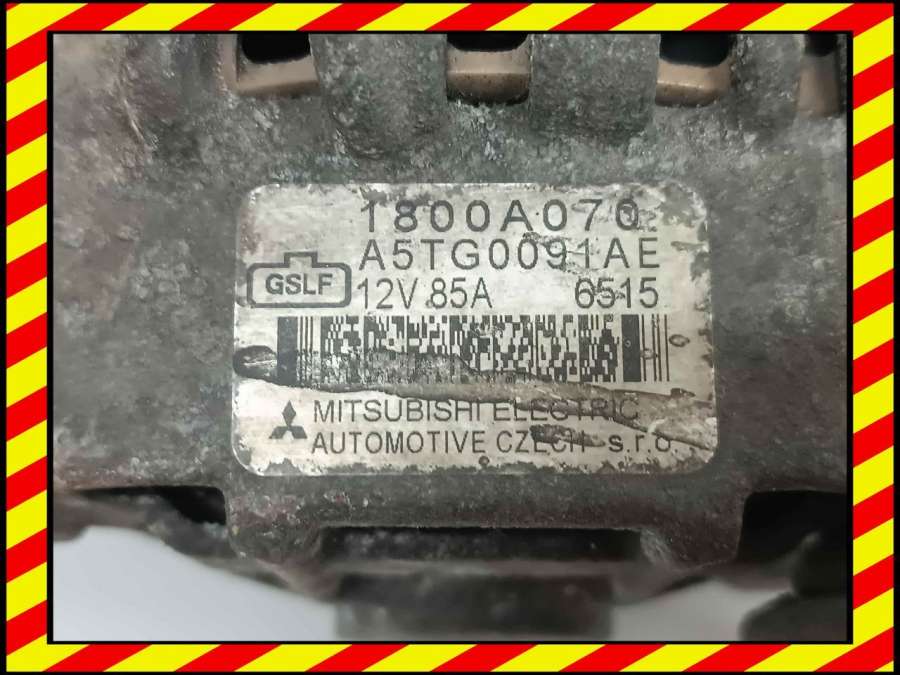 1800A070
A5TG0091AE
GSLF
12V 85A 6515
MITSUBISHI ELECTRIC
AUTOMOTIVE CZECH s.r.o.